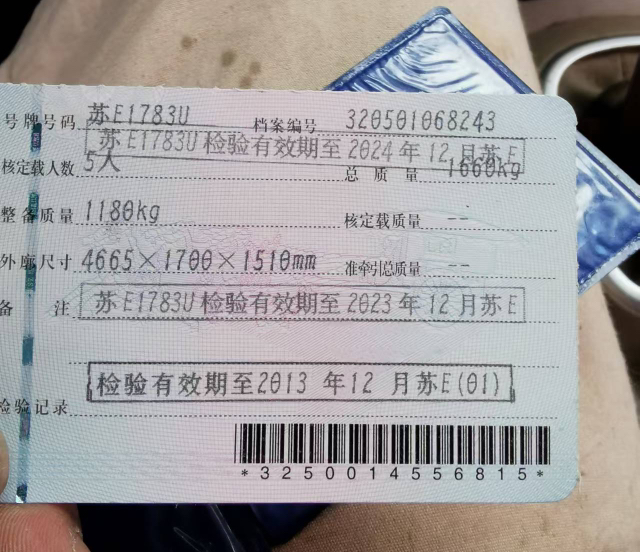 号牌号码 苏E1783U 档案编号 320501068243
苏E1783U检验有效期至2024年12月苏E
核定载人数 5人 总质量 1660kg
整备质量 1180kg 核定载质量 --
外廓尺寸 4665×1700×1510mm 准牵引总质量 --
备注 苏E1783U检验有效期至2023年12月苏E
检验有效期至2013 年12 月苏E(01)
检验记录
*3250014556815*